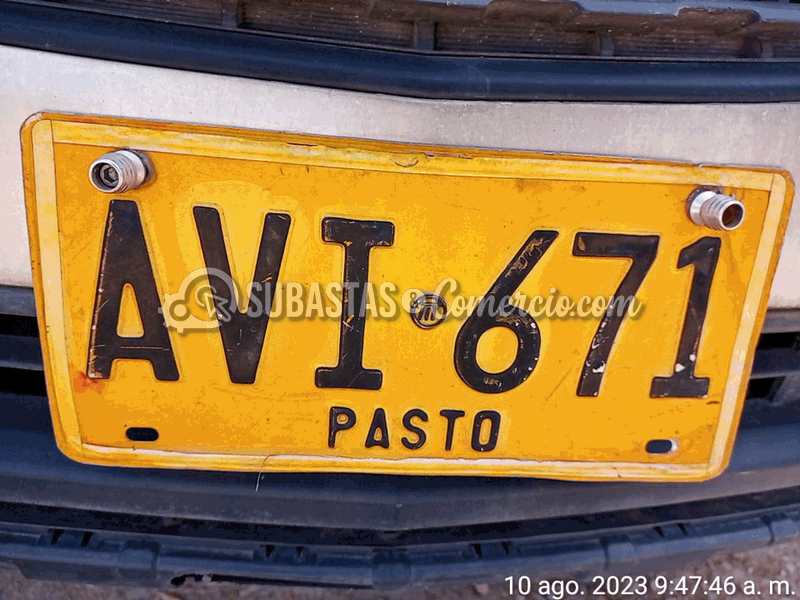 AVI 671
SUBASTAS&Comercio.com
PASTO
10 ago. 2023 9:47:46 a. m.